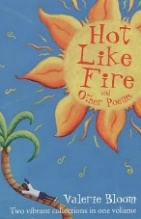 Hot
Like
Fire
and
Other Poems
Valerie Bloom
Two vibrant collections in one volume